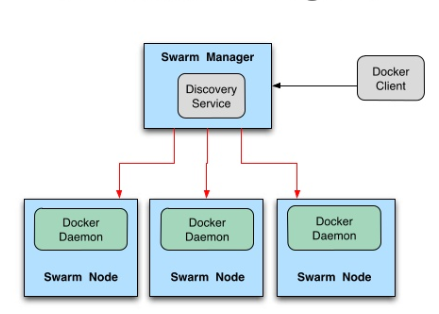 Swarm Manager
Discovery
Service
Docker
Client
Docker
Daemon
Swarm Node
Docker
Daemon
Swarm Node
Docker
Daemon
Swarm Node